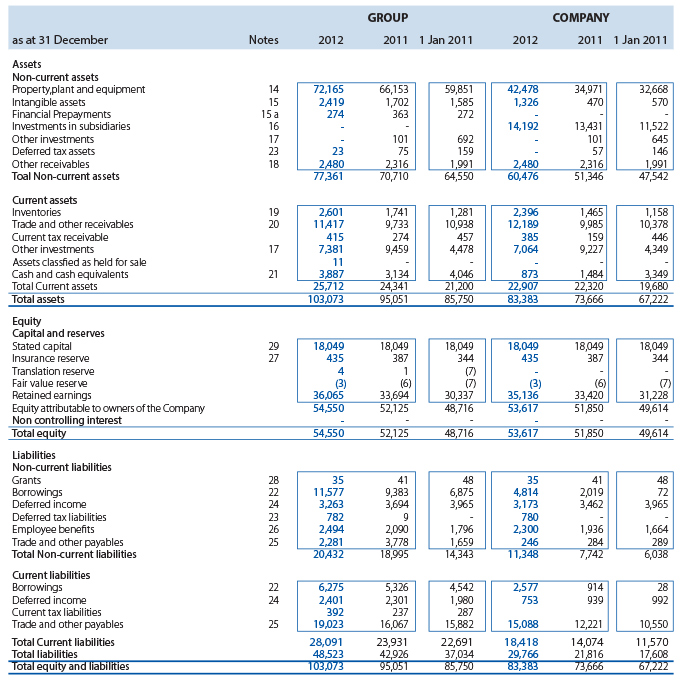 GROUP COMPANY
as at 31 December Notes 2012 2011 1 Jan 2011 2012 2011 1 Jan 2011
Assets
Non-current assets
Property,plant and equipment 14 72,165 66,153 59,851 42,478 34,971 32,668
Intangible assets 15 2,419 1,702 1,585 1,326 470 570
Financial Prepayments 15 a 274 363 272 - - -
Investments in subsidiaries 16 - - - 14,192 13,431 11,522
Other investments 17 - 101 692 - 101 645
Deferred tax assets 23 23 75 159 - 57 146
Other receivables 18 2,480 2,316 1,991 2,480 2,316 1,991
Toal Non-current assets 77,361 70,710 64,550 60,476 51,346 47,542
Current assets
Inventories 19 2,601 1,741 1,281 2,396 1,465 1,158
Trade and other receivables 20 11,417 9,733 10,938 12,189 9,985 10,378
Current tax receivable 415 274 457 385 159 446
Other investments 17 7,381 9,459 4,478 7,064 9,227 4,349
Assets classfied as held for sale 11 - - - - -
Cash and cash equivalents 21 3,887 3,134 4,046 873 1,484 3,349
Total Current assets 25,712 24,341 21,200 22,907 22,320 19,680
Total assets 103,073 95,051 85,750 83,383 73,666 67,222
Equity
Capital and reserves
Stated capital 29 18,049 18,049 18,049 18,049 18,049 18,049
Insurance reserve 27 435 387 344 435 387 344
Translation reserve 4 1 (7) - - -
Fair value reserve (3) (6) (7) (3) (6) (7)
Retained earnings 36,065 33,694 30,337 35,136 33,420 31,228
Equity attributable to owners of the Company 54,550 52,125 48,716 53,617 51,850 49,614
Non controlling interest - - - - - -
Total equity 54,550 52,125 48,716 53,617 51,850 49,614
Liabilities
Non-current liabilities
Grants 28 35 41 48 35 41 48
Borrowings 22 11,577 9,383 6,875 4,814 2,019 72
Deferred income 24 3,263 3,694 3,965 3,173 3,462 3,965
Deferred tax liabilities 23 782 9 - 780 - -
Employee benefits 26 2,494 2,090 1,796 2,300 1,936 1,664
Trade and other payables 25 2,281 3,778 1,659 246 284 289
Total Non-current liabilities 20,432 18,995 14,343 11,348 7,742 6,038
Current liabilities
Borrowings 22 6,275 5,326 4,542 2,577 914 28
Deferred income 24 2,401 2,301 1,980 753 939 992
Current tax liabilities 392 237 287
Trade and other payables 25 19,023 16,067 15,882 15,088 12,221 10,550
Total Current liabilities 28,091 23,931 22,691 18,418 14,074 11,570
Total liabilities 48,523 42,926 37,034 29,766 21,816 17,608
Total equity and liabilities 103,073 95,051 85,750 83,383 73,666 67,222